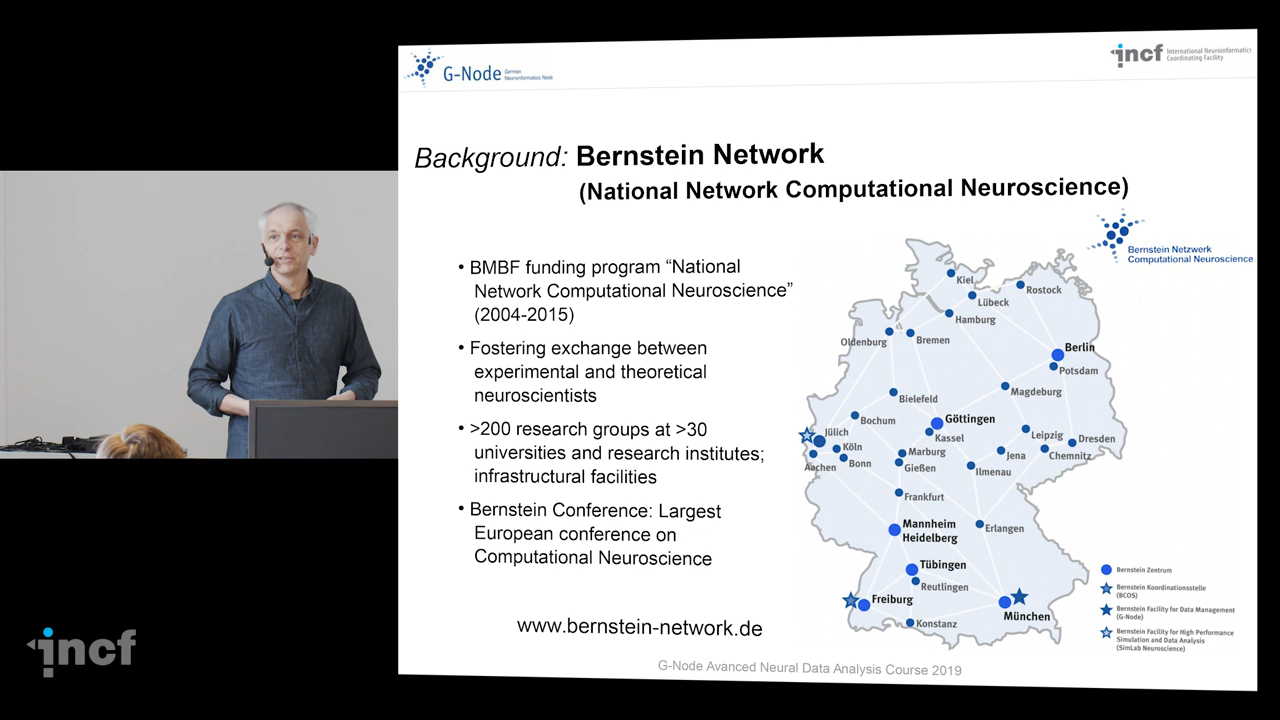 G-Node German Neuroinformatics Node
incf International Neuroinformatics Coordinating Facility
Background: Bernstein Network
(National Network Computational Neuroscience)
Bernstein Netzwerk
Computational Neuroscience
• BMBF funding program “National
Network Computational Neuroscience”
(2004-2015)
• Fostering exchange between
experimental and theoretical
neuroscientists
• >200 research groups at >30
universities and research institutes;
infrastructural facilities
• Bernstein Conference: Largest
European conference on
Computational Neuroscience
www.bernstein-network.de
Kiel
Rostock
Lübeck
Hamburg
Oldenburg
Bremen
Berlin
Potsdam
Magdeburg
Bielefeld
Bochum
Göttingen
Kassel
Jülich
Köln
Aachen
Bonn
Marburg
Gießen
Leipzig
Dresden
Jena
Chemnitz
Ilmenau
Frankfurt
Erlangen
Mannheim
Heidelberg
Tübingen
Reutlingen
Freiburg
München
Konstanz
Bernstein Zentrum
Bernstein Koordinationsstelle
(BCOS)
Bernstein Facility for Data Management
(G-Node)
Bernstein Facility for High Performance
Simulation and Data Analysis
(SimLab Neuroscience)
G-Node Avanced Neural Data Analysis Course 2019
incf